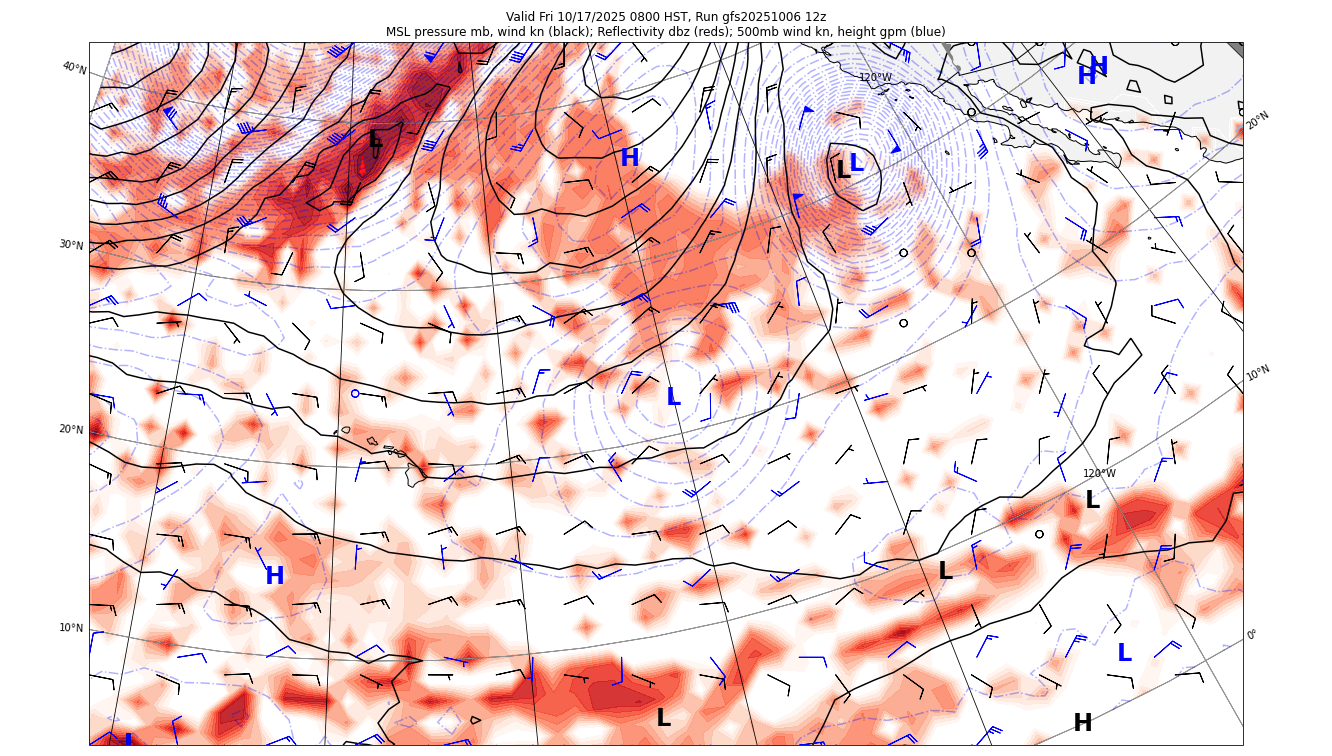 Valid Fri 10/17/2025 0800 HST, Run gfs20251006 12z
MSL pressure mb, wind kn (black); Reflectivity dbz (reds); 500mb wind kn, height gpm (blue)
40°N
120°W
H
H
20°N
L
H
L
L
30°N
10°N
L
20°N
120°W
L
H
L
10°N
0°
L
L
H
L